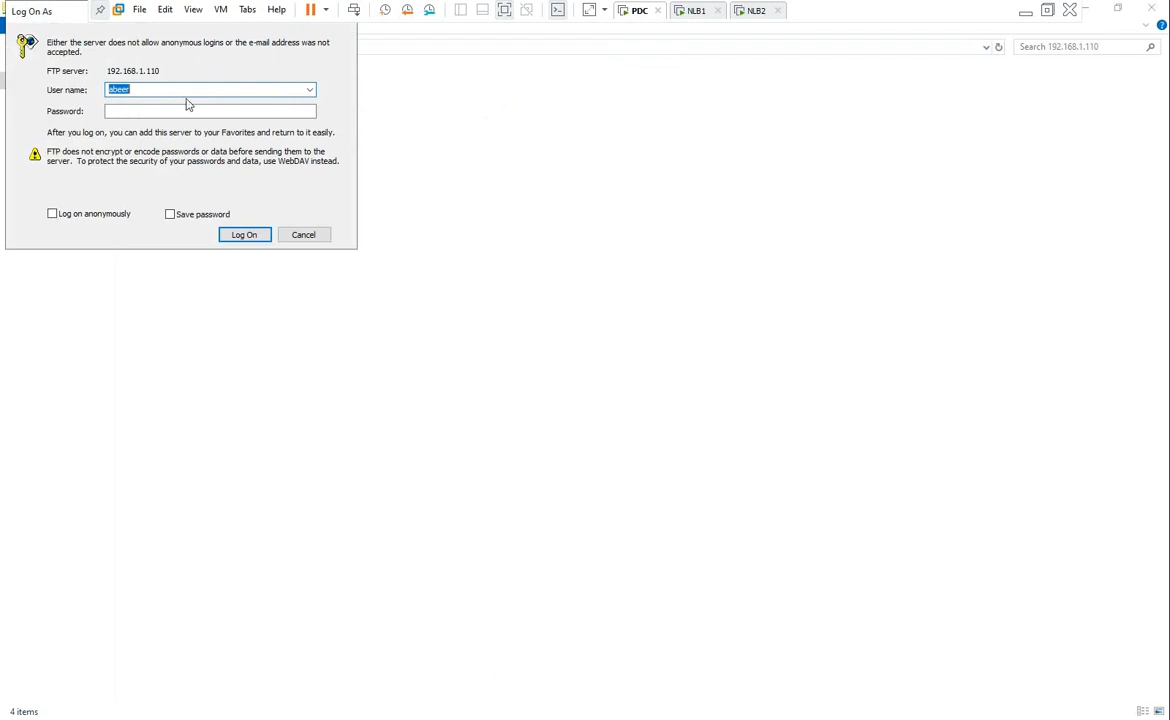 Log On As
File Edit View VM Tabs Help
PDC
NLB1
NLB2
Search 192.168.1.110
Either the server does not allow anonymous logins or the e-mail address was not
accepted.
FTP server: 192.168.1.110
User name: abeer
Password:
After you log on, you can add this server to your Favorites and return to it easily.
FTP does not encrypt or encode passwords or data before sending them to the
server. To protect the security of your passwords and data, use WebDAV instead.
Log on anonymously
Save password
Log On
Cancel
4 items